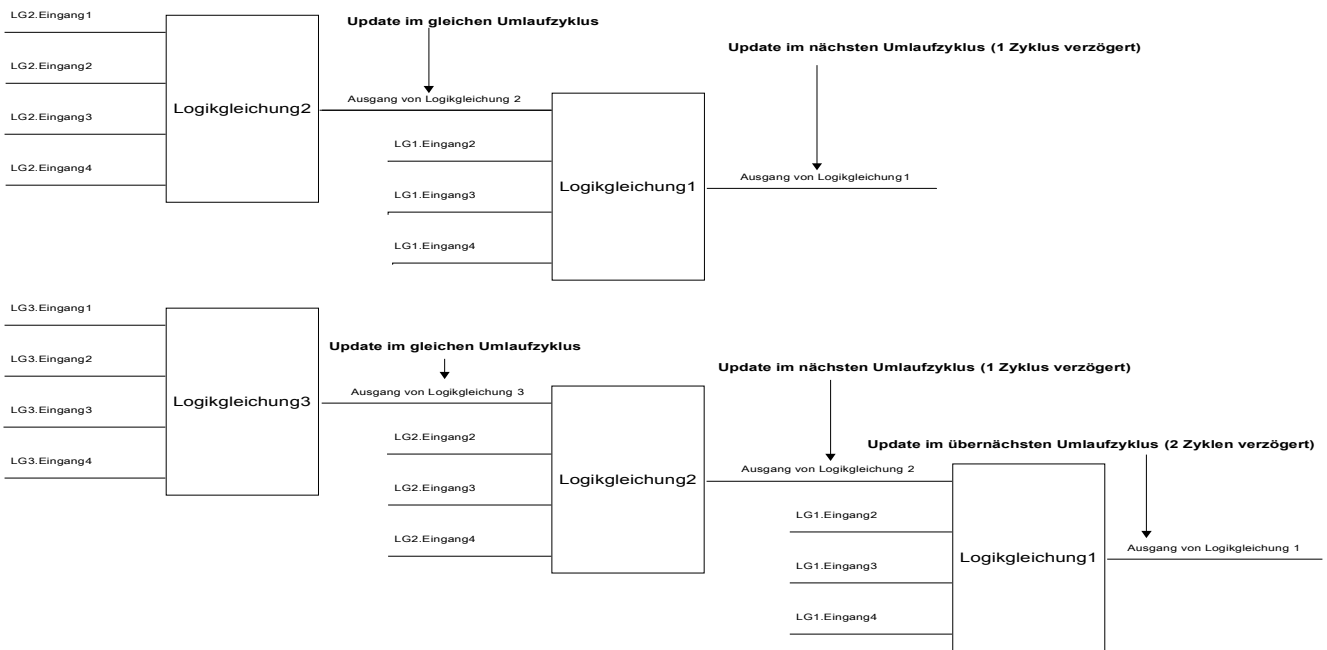 LG2.Eingang1
LG2.Eingang2
LG2.Eingang3
LG2.Eingang4
Logikgleichung2
Update im gleichen Umlaufzyklus
Ausgang von Logikgleichung 2
LG1.Eingang2
LG1.Eingang3
LG1.Eingang4
Logikgleichung1
Update im nächsten Umlaufzyklus (1 Zyklus verzögert)
Ausgang von Logikgleichung1
LG3.Eingang1
LG3.Eingang2
LG3.Eingang3
LG3.Eingang4
Logikgleichung3
Update im gleichen Umlaufzyklus
Ausgang von Logikgleichung 3
LG2.Eingang2
LG2.Eingang3
LG2.Eingang4
Logikgleichung2
Update im nächsten Umlaufzyklus (1 Zyklus verzögert)
Ausgang von Logikgleichung 2
LG1.Eingang2
LG1.Eingang3
LG1.Eingang4
Logikgleichung1
Update im übernächsten Umlaufzyklus (2 Zyklen verzögert)
Ausgang von Logikgleichung 1